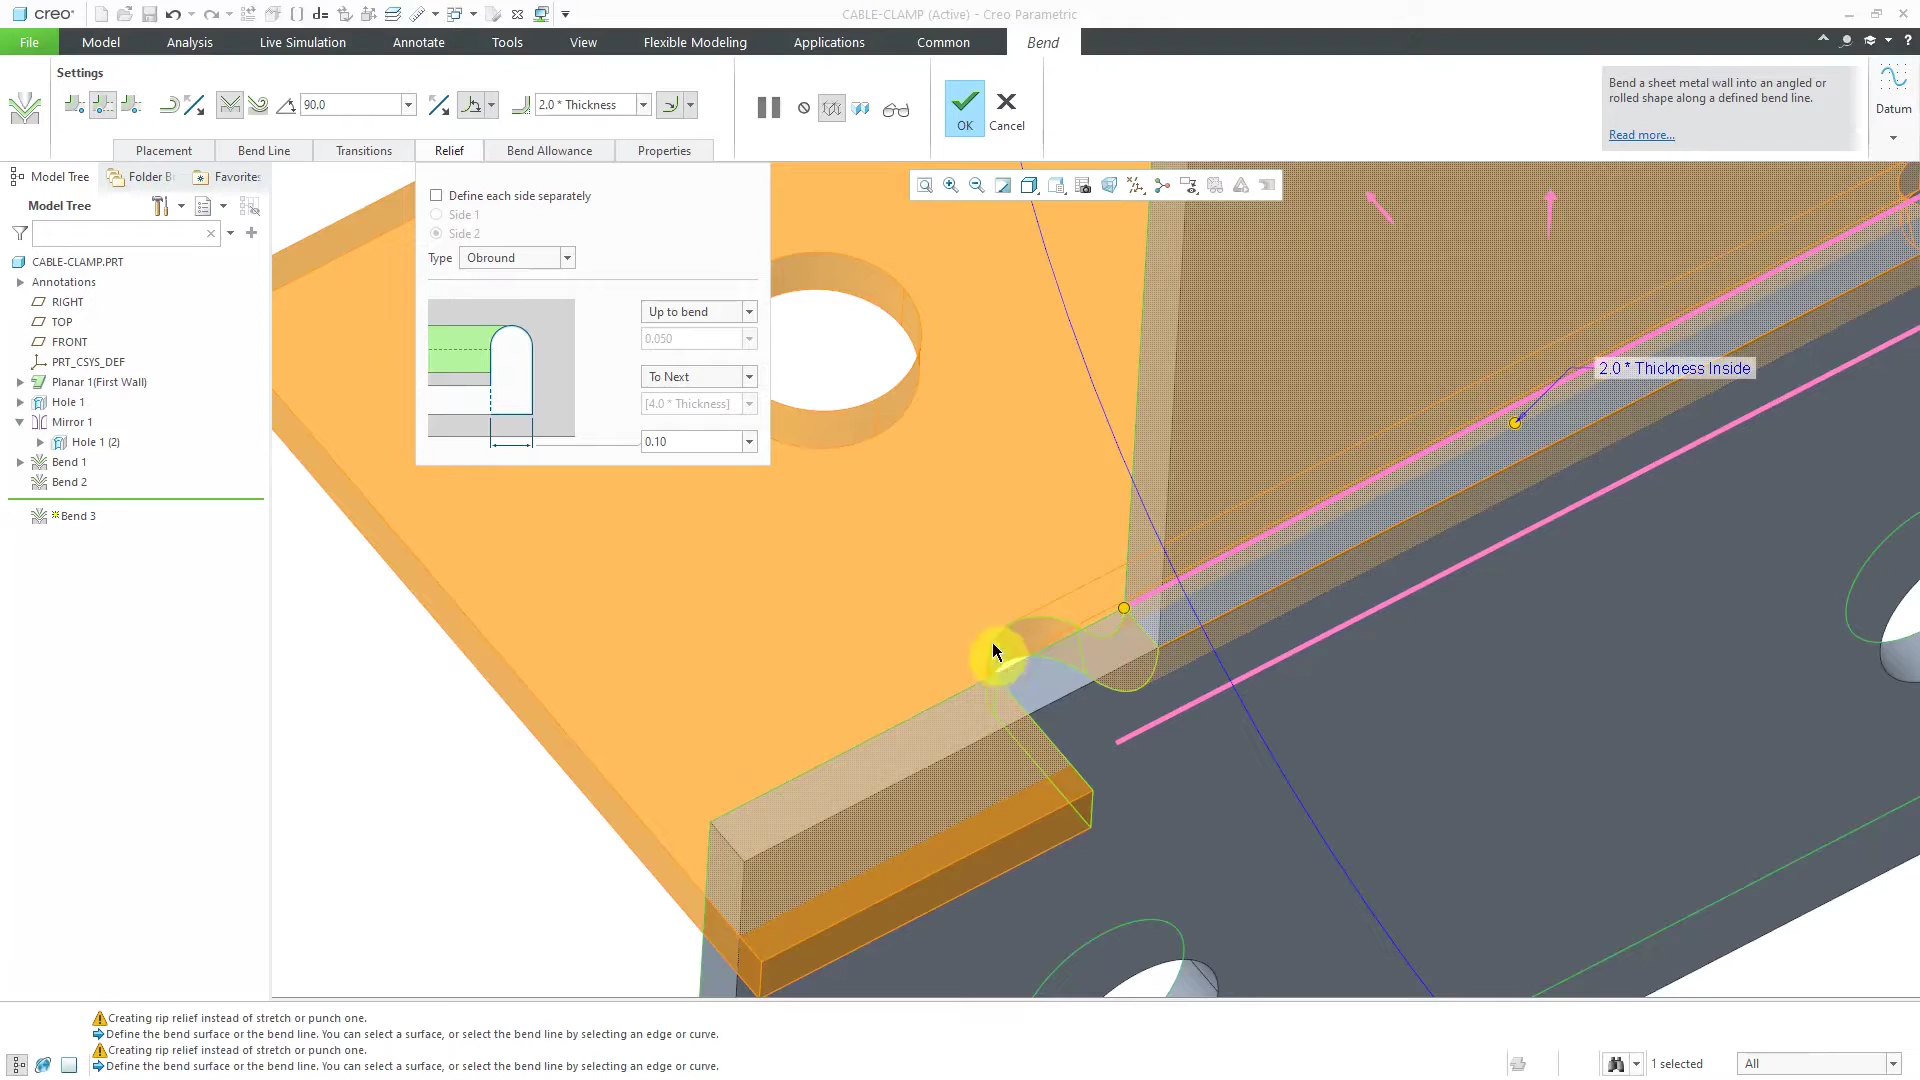 creo
CABLE-CLAMP (Active) - Creo Parametric
File Model Analysis Live Simulation Annotate Tools View Flexible Modeling Applications Common Bend
Settings
90.0
2.0 * Thickness
OK
Cancel
Bend a sheet metal wall into an angled or
rolled shape along a defined bend line.
Read more...
Datum
Placement Bend Line Transitions Relief Bend Allowance Properties
Model Tree Folder B Favorites
Model Tree
CABLE-CLAMP.PRT
Annotations
RIGHT
TOP
FRONT
PRT_CSYS_DEF
Planar 1(First Wall)
Hole 1
Mirror 1
Hole 1 (2)
Bend 1
Bend 2
Bend 3
Define each side separately
Side 1
Side 2
Type Obround
Up to bend
0.050
To Next
[4.0 * Thickness]
0.10
2.0 * Thickness Inside
Creating rip relief instead of stretch or punch one.
Define the bend surface or the bend line. You can select a surface, or select the bend line by selecting an edge or curve.
Creating rip relief instead of stretch or punch one.
Define the bend surface or the bend line. You can select a surface, or select the bend line by selecting an edge or curve.
1 selected
All